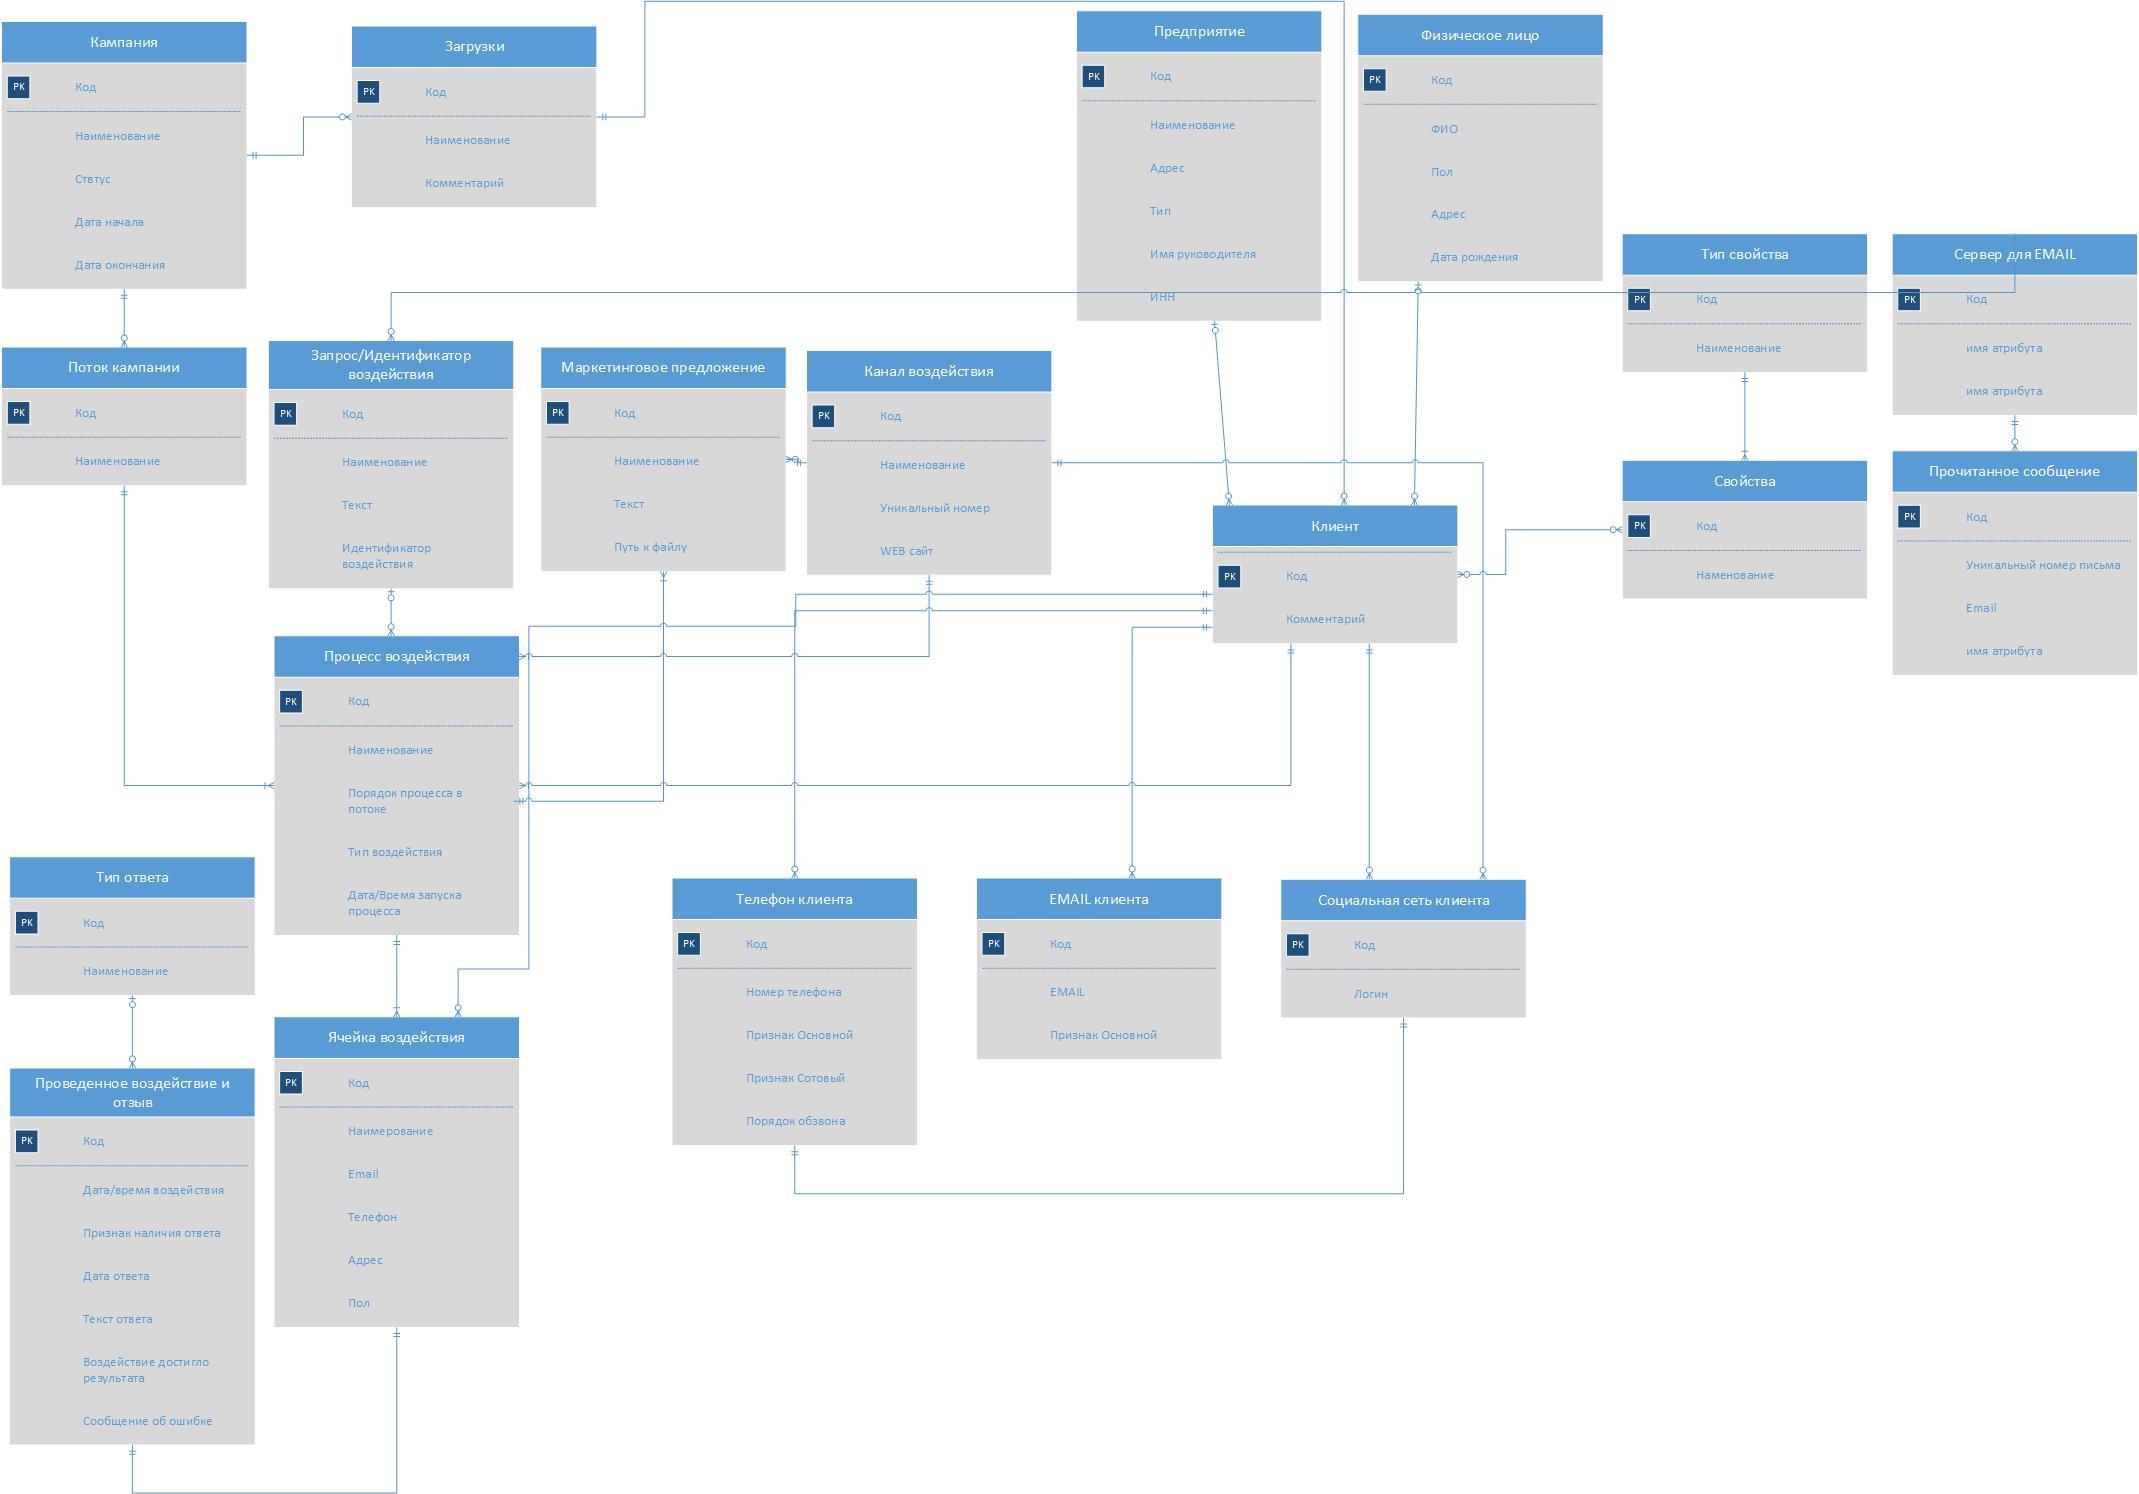 Кампания
PK
Код
Наименование
Ствтус
Дата начала
Дата окончания
Загрузки
PK
Код
Наименование
Комментарий
Предприятие
PK
Код
Наименование
Адрес
Тип
Имя руководителя
ИНН
Физическое лицо
PK
Код
ФИО
Пол
Адрес
Дата рождения
Тип свойства
PK
Код
Наименование
Сервер для EMAIL
PK
Код
имя атрибута
имя атрибута
Поток кампании
PK
Код
Наименование
Запрос/Идентификатор
воздействия
PK
Код
Наименование
Текст
Идентификатор
воздействия
Маркетинговое предложение
PK
Код
Наименование
Текст
Путь к файлу
Канал воздействия
PK
Код
Наименование
Уникальный номер
WEB сайт
Клиент
PK
Код
Комментарий
Свойства
PK
Код
Наменование
Прочитанное сообщение
PK
Код
Уникальный номер письма
Email
имя атрибута
Процесс воздействия
PK
Код
Наименование
Порядок процесса в
потоке
Тип воздействия
Дата/Время запуска
процесса
Тип ответа
PK
Код
Наименование
Телефон клиента
PK
Код
Номер телефона
Признак Основной
Признак Сотовый
Порядок обзвона
EMAIL клиента
PK
Код
EMAIL
Признак Основной
Социальная сеть клиента
PK
Код
Логин
Ячейка воздействия
PK
Код
Наимерование
Email
Телефон
Адрес
Пол
Проведенное воздействие и
отзыв
PK
Код
Дата/время воздействия
Признак наличия ответа
Дата ответа
Текст ответа
Воздействие достигло
результата
Сообщение об ошибке